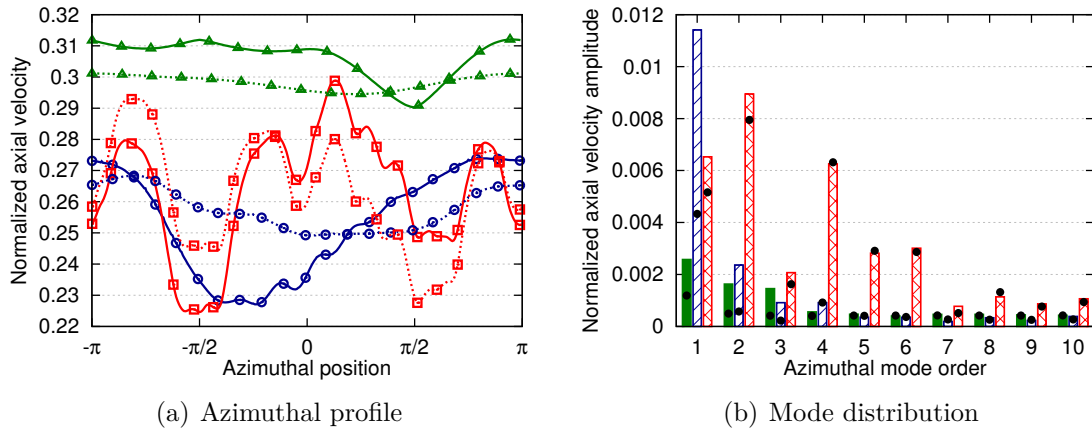 Normalized axial velocity
0.32
0.31
0.3
0.29
0.28
0.27
0.26
0.25
0.24
0.23
0.22
-π -π/2 0 π/2 π
Azimuthal position
(a) Azimuthal profile
Normalized axial velocity amplitude
0.012
0.01
0.008
0.006
0.004
0.002
0
1 2 3 4 5 6 7 8 9 10
Azimuthal mode order
(b) Mode distribution